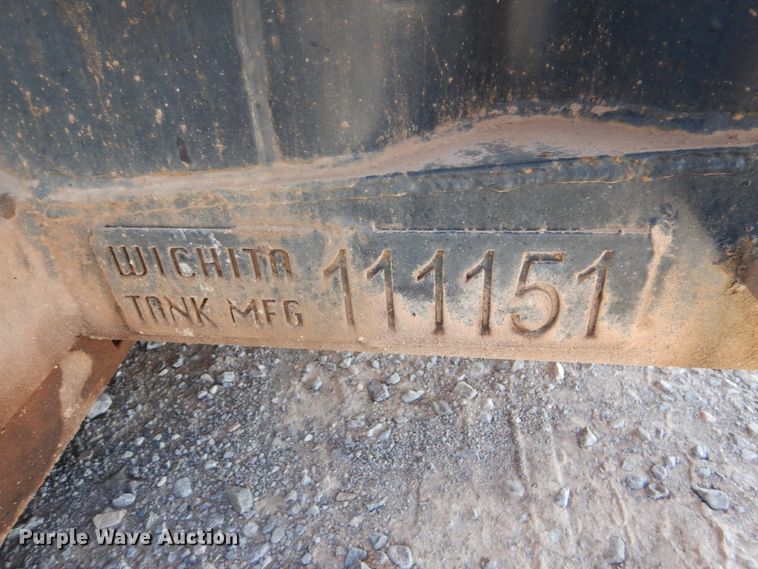 WICHITA 111151
TANK MFG
Purple Wave Auction